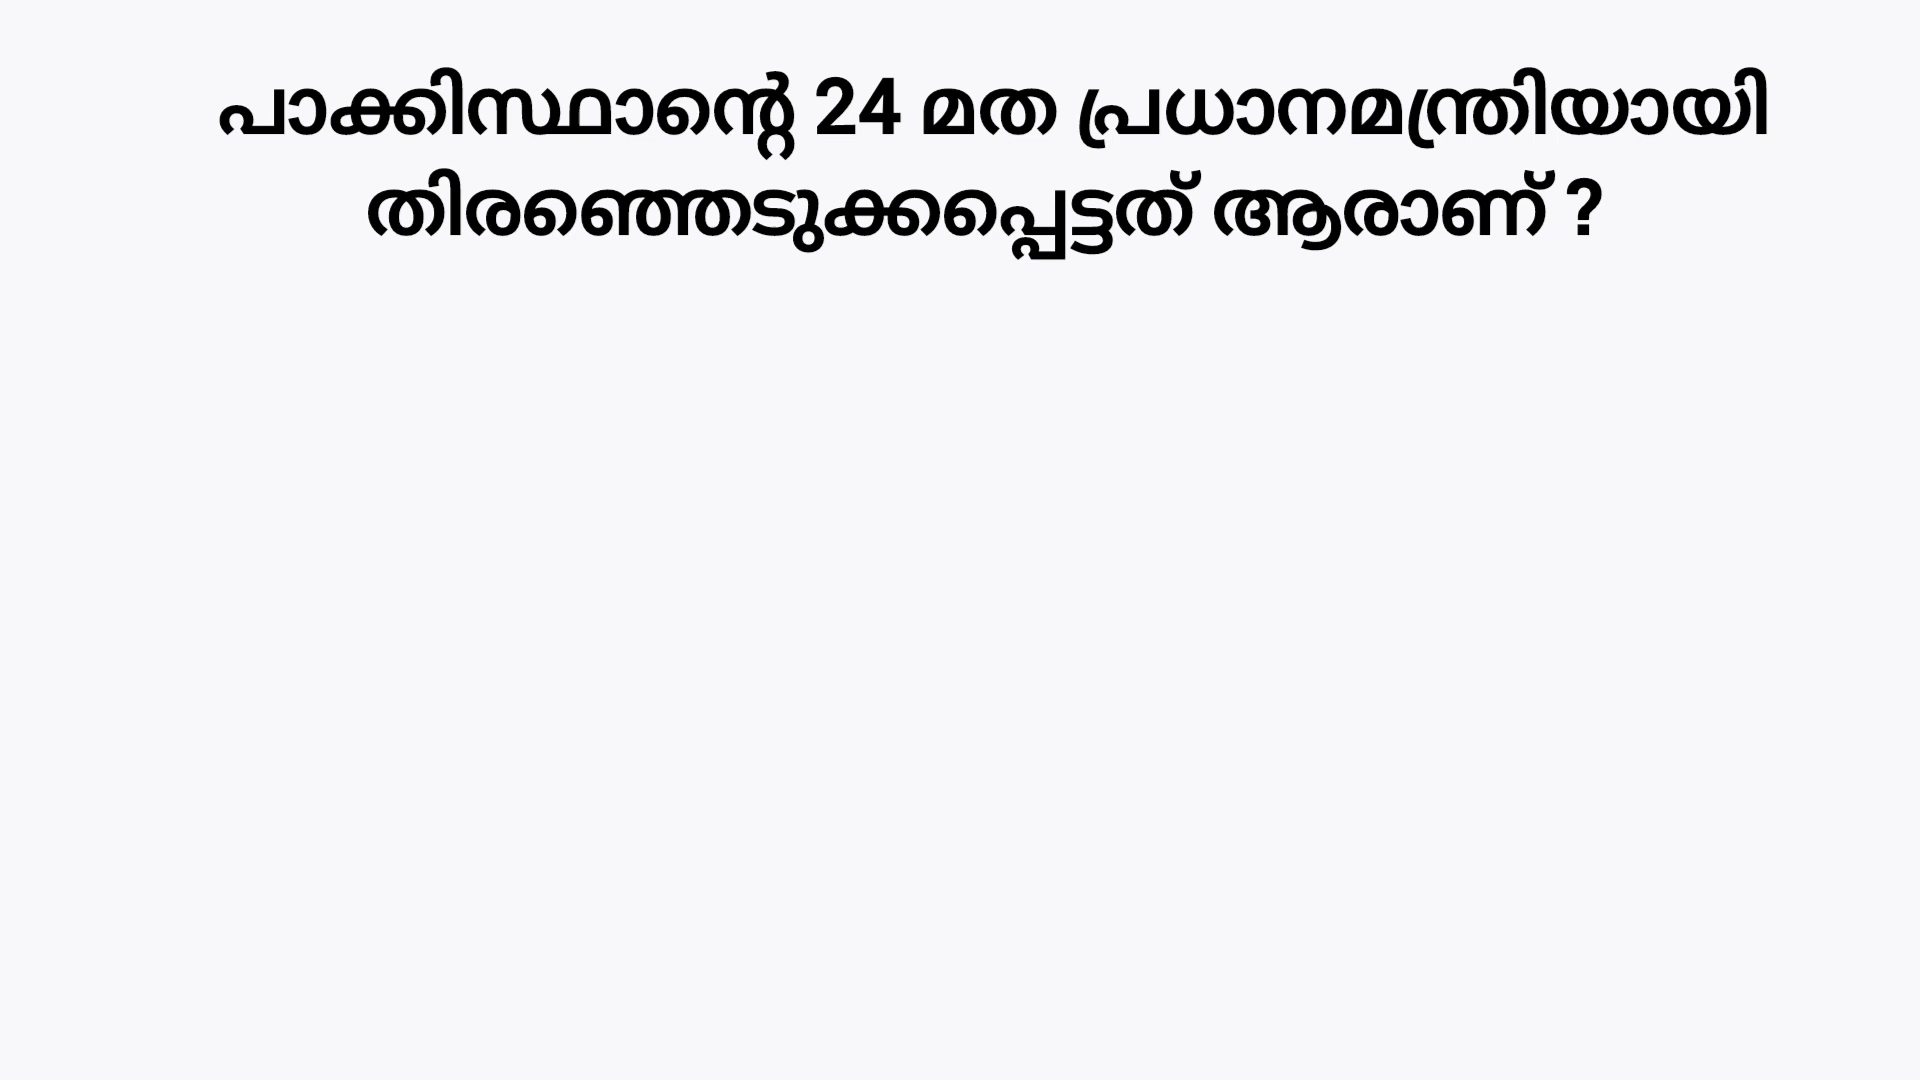 പാക്കിസ്ഥാന്റെ 24 മത പ്രധാനമന്ത്രിയായി
തിരഞ്ഞെടുക്കപ്പെട്ടത് ആരാണ് ?